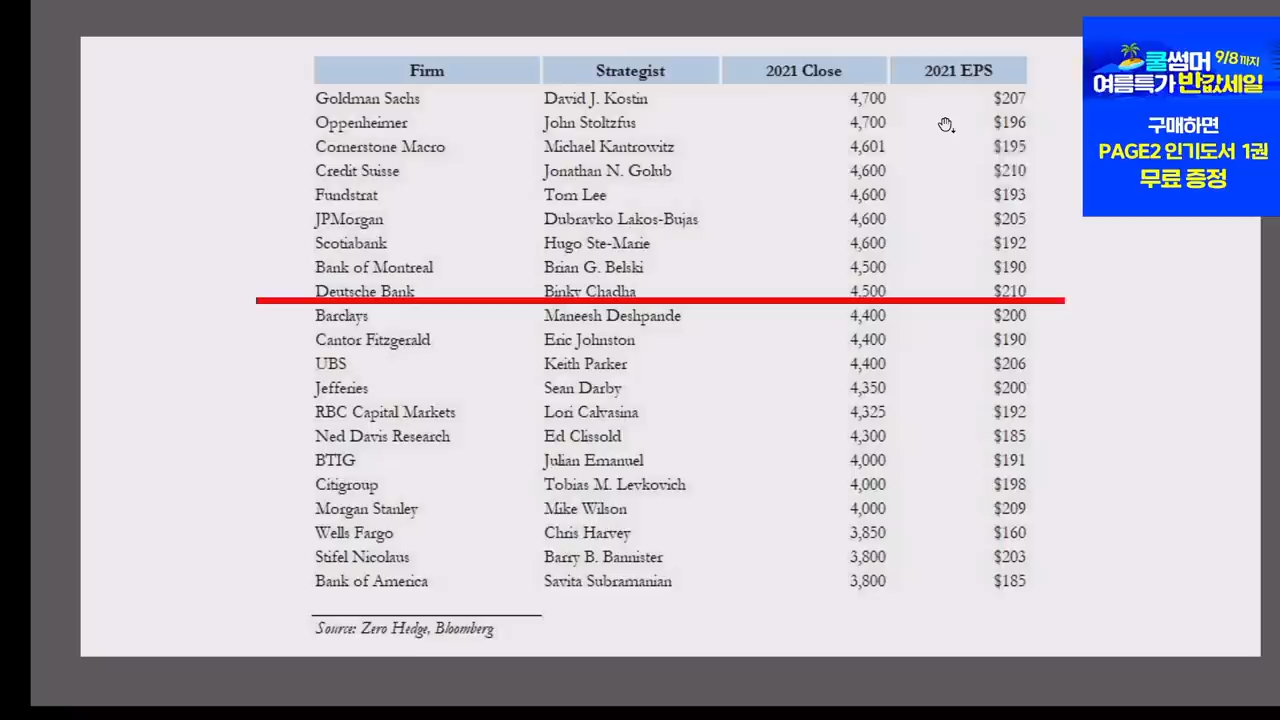 Firm Strategist 2021 Close 2021 EPS
Goldman Sachs David J. Kostin 4,700 $207
Oppenheimer John Stoltzfus 4,700 $196
Cornerstone Macro Michael Kantrowitz 4,601 $195
Credit Suisse Jonathan N. Golub 4,600 $210
Fundstrat Tom Lee 4,600 $193
JPMorgan Dubravko Lakos-Bujas 4,600 $205
Scotiabank Hugo Ste-Marie 4,600 $192
Bank of Montreal Brian G. Belski 4,500 $190
Deutsche Bank Binky Chadha 4,500 $210
Barclays Maneesh Deshpande 4,400 $200
Cantor Fitzgerald Eric Johnston 4,400 $190
UBS Keith Parker 4,400 $206
Jefferies Sean Darby 4,350 $200
RBC Capital Markets Lori Calvasina 4,325 $192
Ned Davis Research Ed Clissold 4,300 $185
BTIG Julian Emanuel 4,000 $191
Citigroup Tobias M. Levkovich 4,000 $198
Morgan Stanley Mike Wilson 4,000 $209
Wells Fargo Chris Harvey 3,850 $160
Stifel Nicolaus Barry B. Bannister 3,800 $203
Bank of America Savita Subramanian 3,800 $185
Source: Zero Hedge, Bloomberg
쿨썸머 9/8까지
여름특가 반값세일
구매하면
PAGE2 인기도서 1권
무료 증정